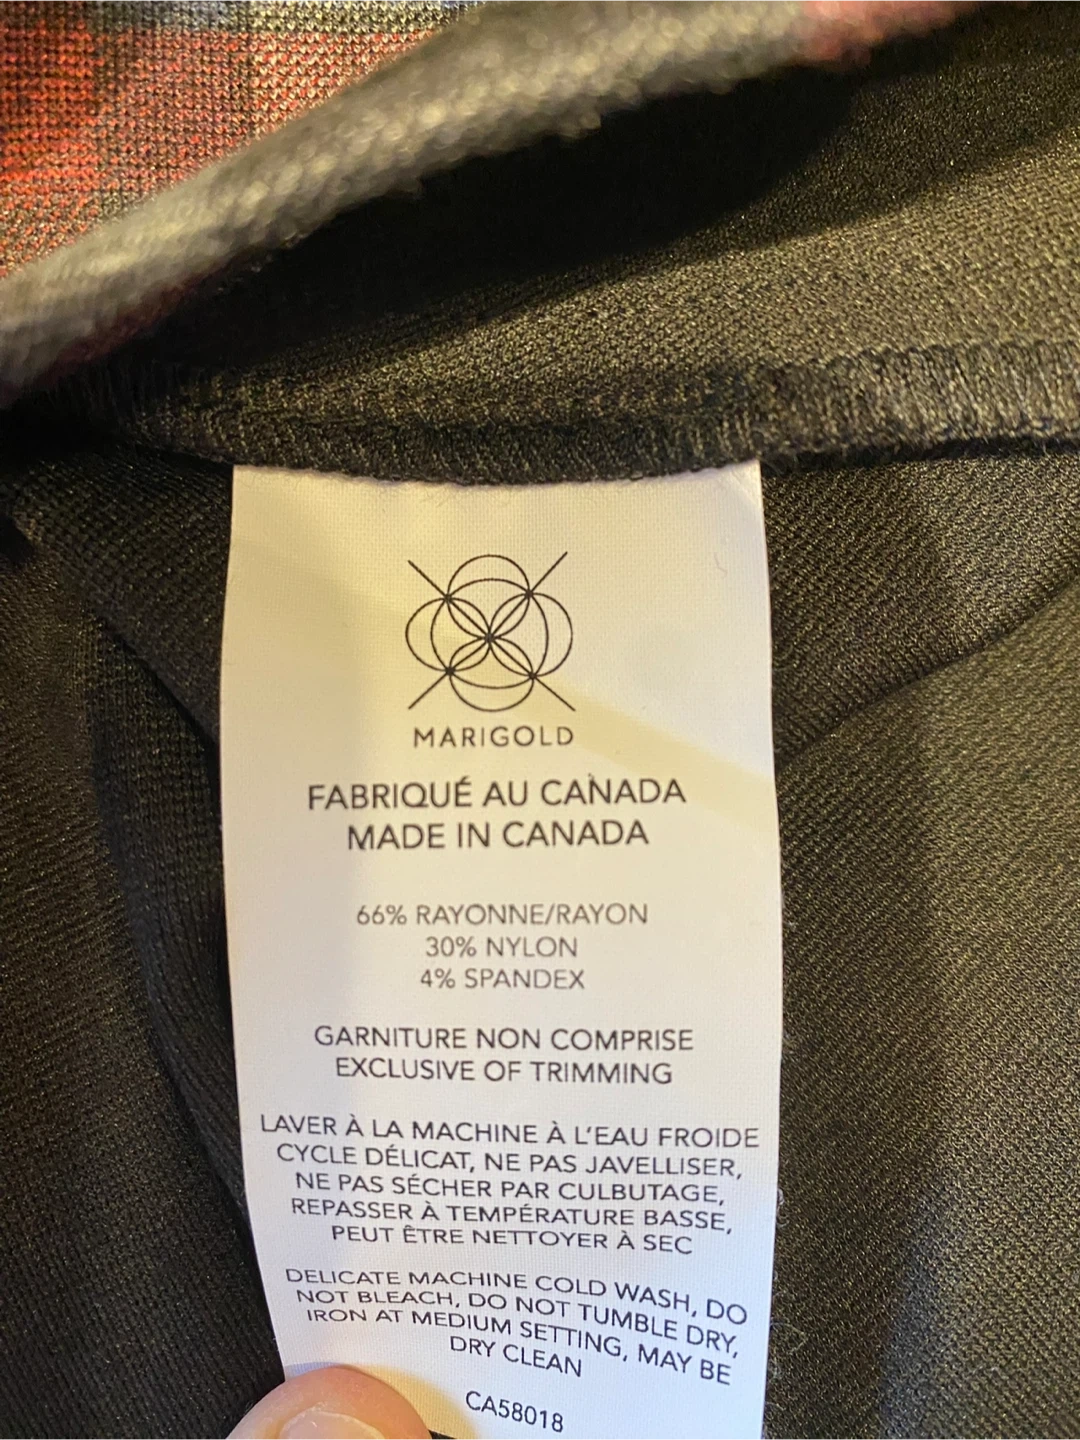 MARIGOLD
FABRIQUÉ AU CANADA
MADE IN CANADA
66% RAYONNE/RAYON
30% NYLON
4% SPANDEX
GARNITURE NON COMPRISE
EXCLUSIVE OF TRIMMING
LAVER À LA MACHINE À L'EAU FROIDE
CYCLE DÉLICAT, NE PAS JAVELLISER,
NE PAS SÉCHER PAR CULBUTAGE,
REPASSER À TEMPÉRATURE BASSE,
PEUT ÊTRE NETTOYER À SEC
DELICATE MACHINE COLD WASH, DO
NOT BLEACH, DO NOT TUMBLE DRY,
IRON AT MEDIUM SETTING, MAY BE
DRY CLEAN
CA58018